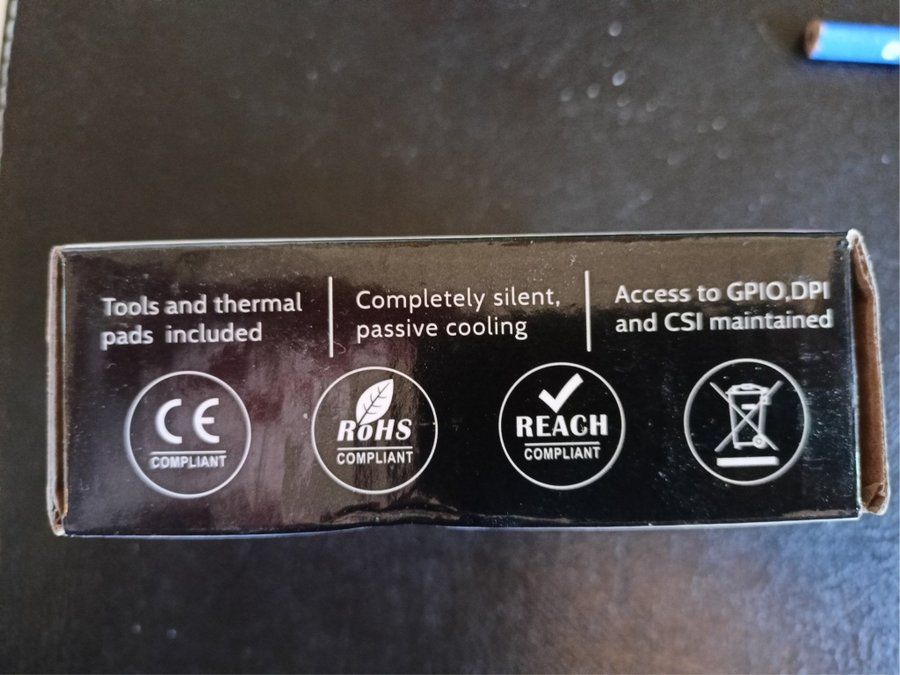 Tools and thermal
pads included
Completely silent,
passive cooling
Access to GPIO,DPI
and CSI maintained
CE
COMPLIANT
RoHS
COMPLIANT
REACH
COMPLIANT